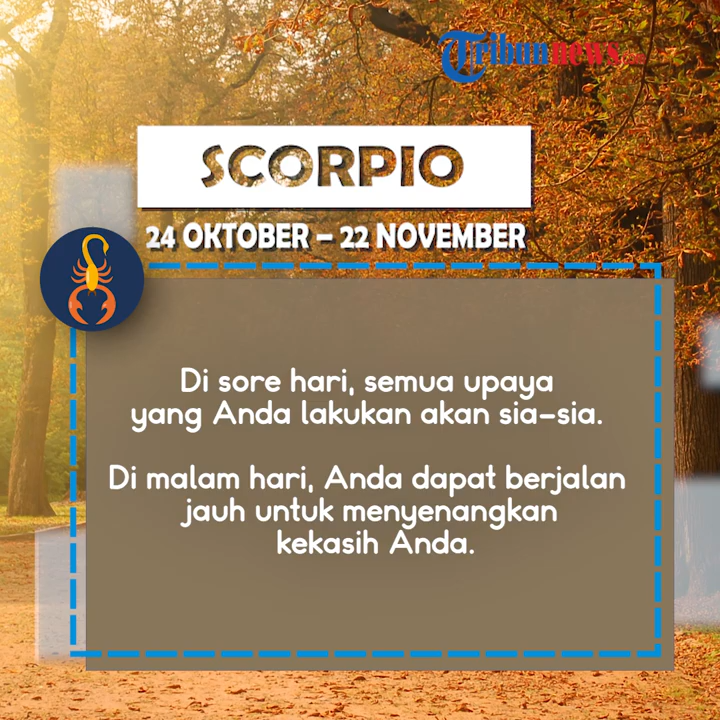 Tribunnews.com
SCORPIO
24 OKTOBER – 22 NOVEMBER
Di sore hari, semua upaya
yang Anda lakukan akan sia-sia.
Di malam hari, Anda dapat berjalan
jauh untuk menyenangkan
kekasih Anda.